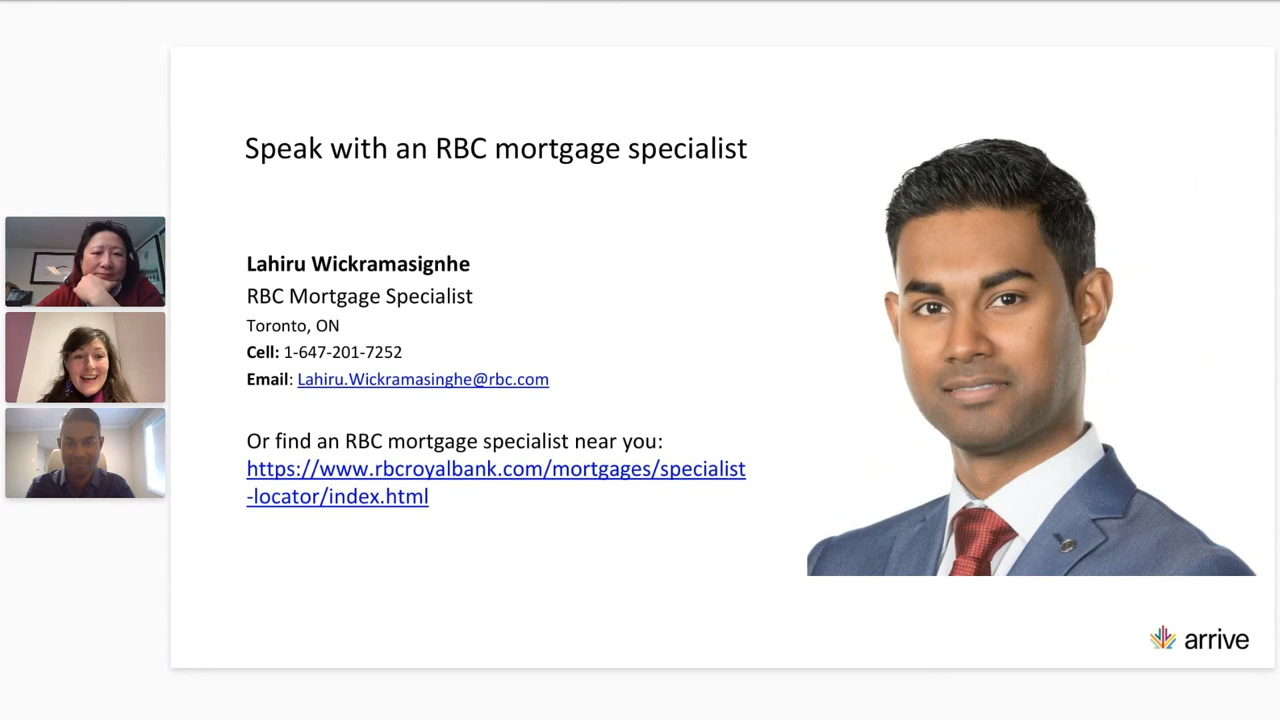 Speak with an RBC mortgage specialist
Lahiru Wickramasignhe
RBC Mortgage Specialist
Toronto, ON
Cell: 1-647-201-7252
Email: Lahiru.Wickramasinghe@rbc.com
Or find an RBC mortgage specialist near you:
https://www.rbcroyalbank.com/mortgages/specialist
-locator/index.html
arrive